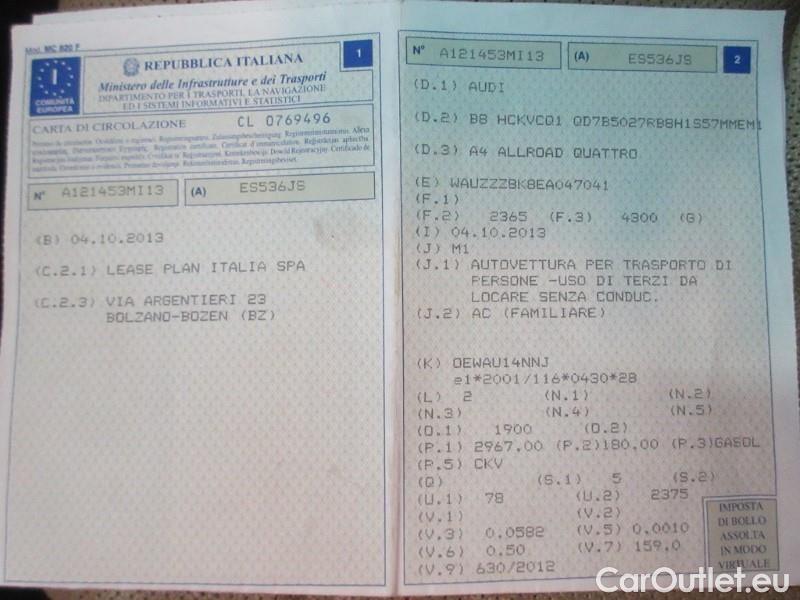 Mod. MC 820 F
I
COMUNITÀ
EUROPEA
REPUBBLICA ITALIANA
1
Ministero delle Infrastrutture e dei Trasporti
DIPARTIMENTO PER I TRASPORTI, LA NAVIGAZIONE
ED I SISTEMI INFORMATIVI E STATISTICI
CARTA DI CIRCOLAZIONE CL 0769496
N° A121453MI13 (A) ES536JS
(B) 04.10.2013
(C.2.1) LEASE PLAN ITALIA SPA
(C.2.3) VIA ARGENTIERI 23
BOLZANO-BOZEN (BZ)
N° A121453MI13 (A) ES536JS 2
(D.1) AUDI
(D.2) B8 HCKVCQ1 QD7B5027RB8H1S57MMEM1
(D.3) A4 ALLROAD QUATTRO
(E) WAUZZZ8K8EA047041
(F.1)
(F.2) 2365 (F.3) 4300 (G)
(I) 04.10.2013
(J) M1
(J.1) AUTOVETTURA PER TRASPORTO DI
PERSONE -USO DI TERZI DA
LOCARE SENZA CONDUC.
(J.2) AC (FAMILIARE)
(K) OEWAU14NNJ
e1*2001/116*0430*28
(L) 2 (N.1) (N.2)
(N.3) (N.4) (N.5)
(O.1) 1900 (O.2)
(P.1) 2967,00 (P.2)180,00 (P.3)GASOL
(P.5) CKV
(Q) (S.1) 5 (S.2)
(U.1) 78 (U.2) 2375
(V.1) (V.2)
(V.3) 0.0582 (V.5) 0,0010
(V.6) 0.50 (V.7) 159,0
(V.9) 630/2012
IMPOSTA
DI BOLLO
ASSOLTA
IN MODO
VIRTUALE
CarOutlet.eu